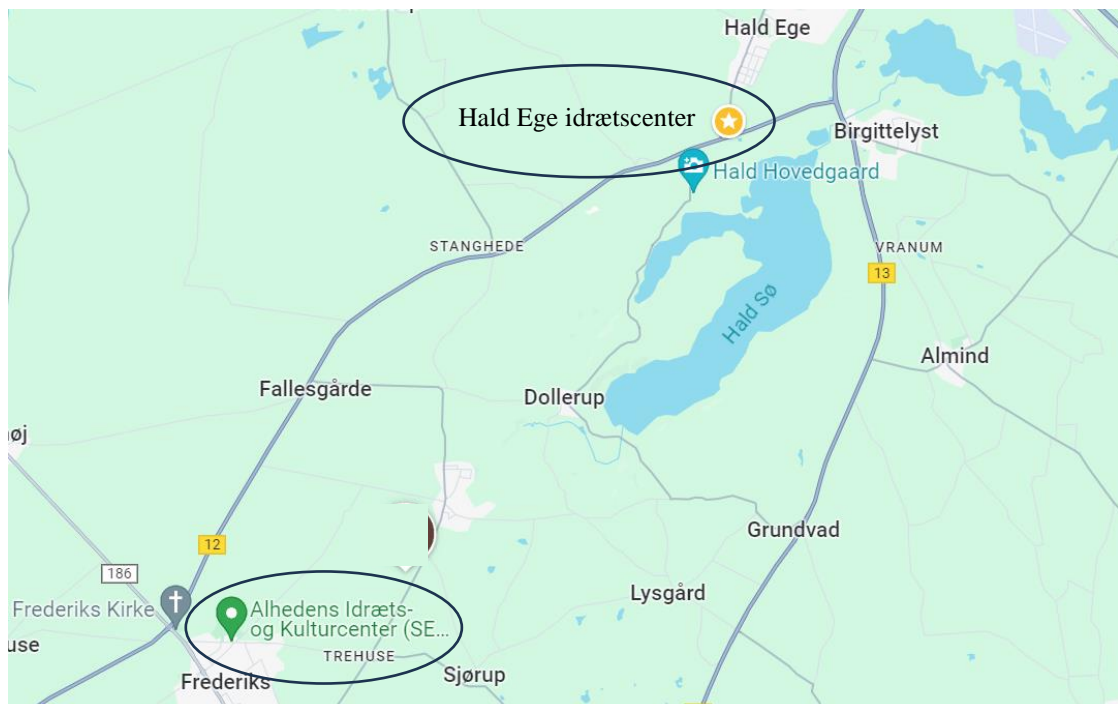 Hald Ege
Hald Ege idrætscenter
Birgittelyst
Hald Hovedgaard
STANGHEDE
VRANUM
13
Hald Sø
Almind
Fallesgårde
Dollerup
øj
Grundvad
12
186
Lysgård
Frederiks Kirke
Alhedens Idræts-
og Kulturcenter (SE...
use
TREHUSE
Sjørup
Frederiks